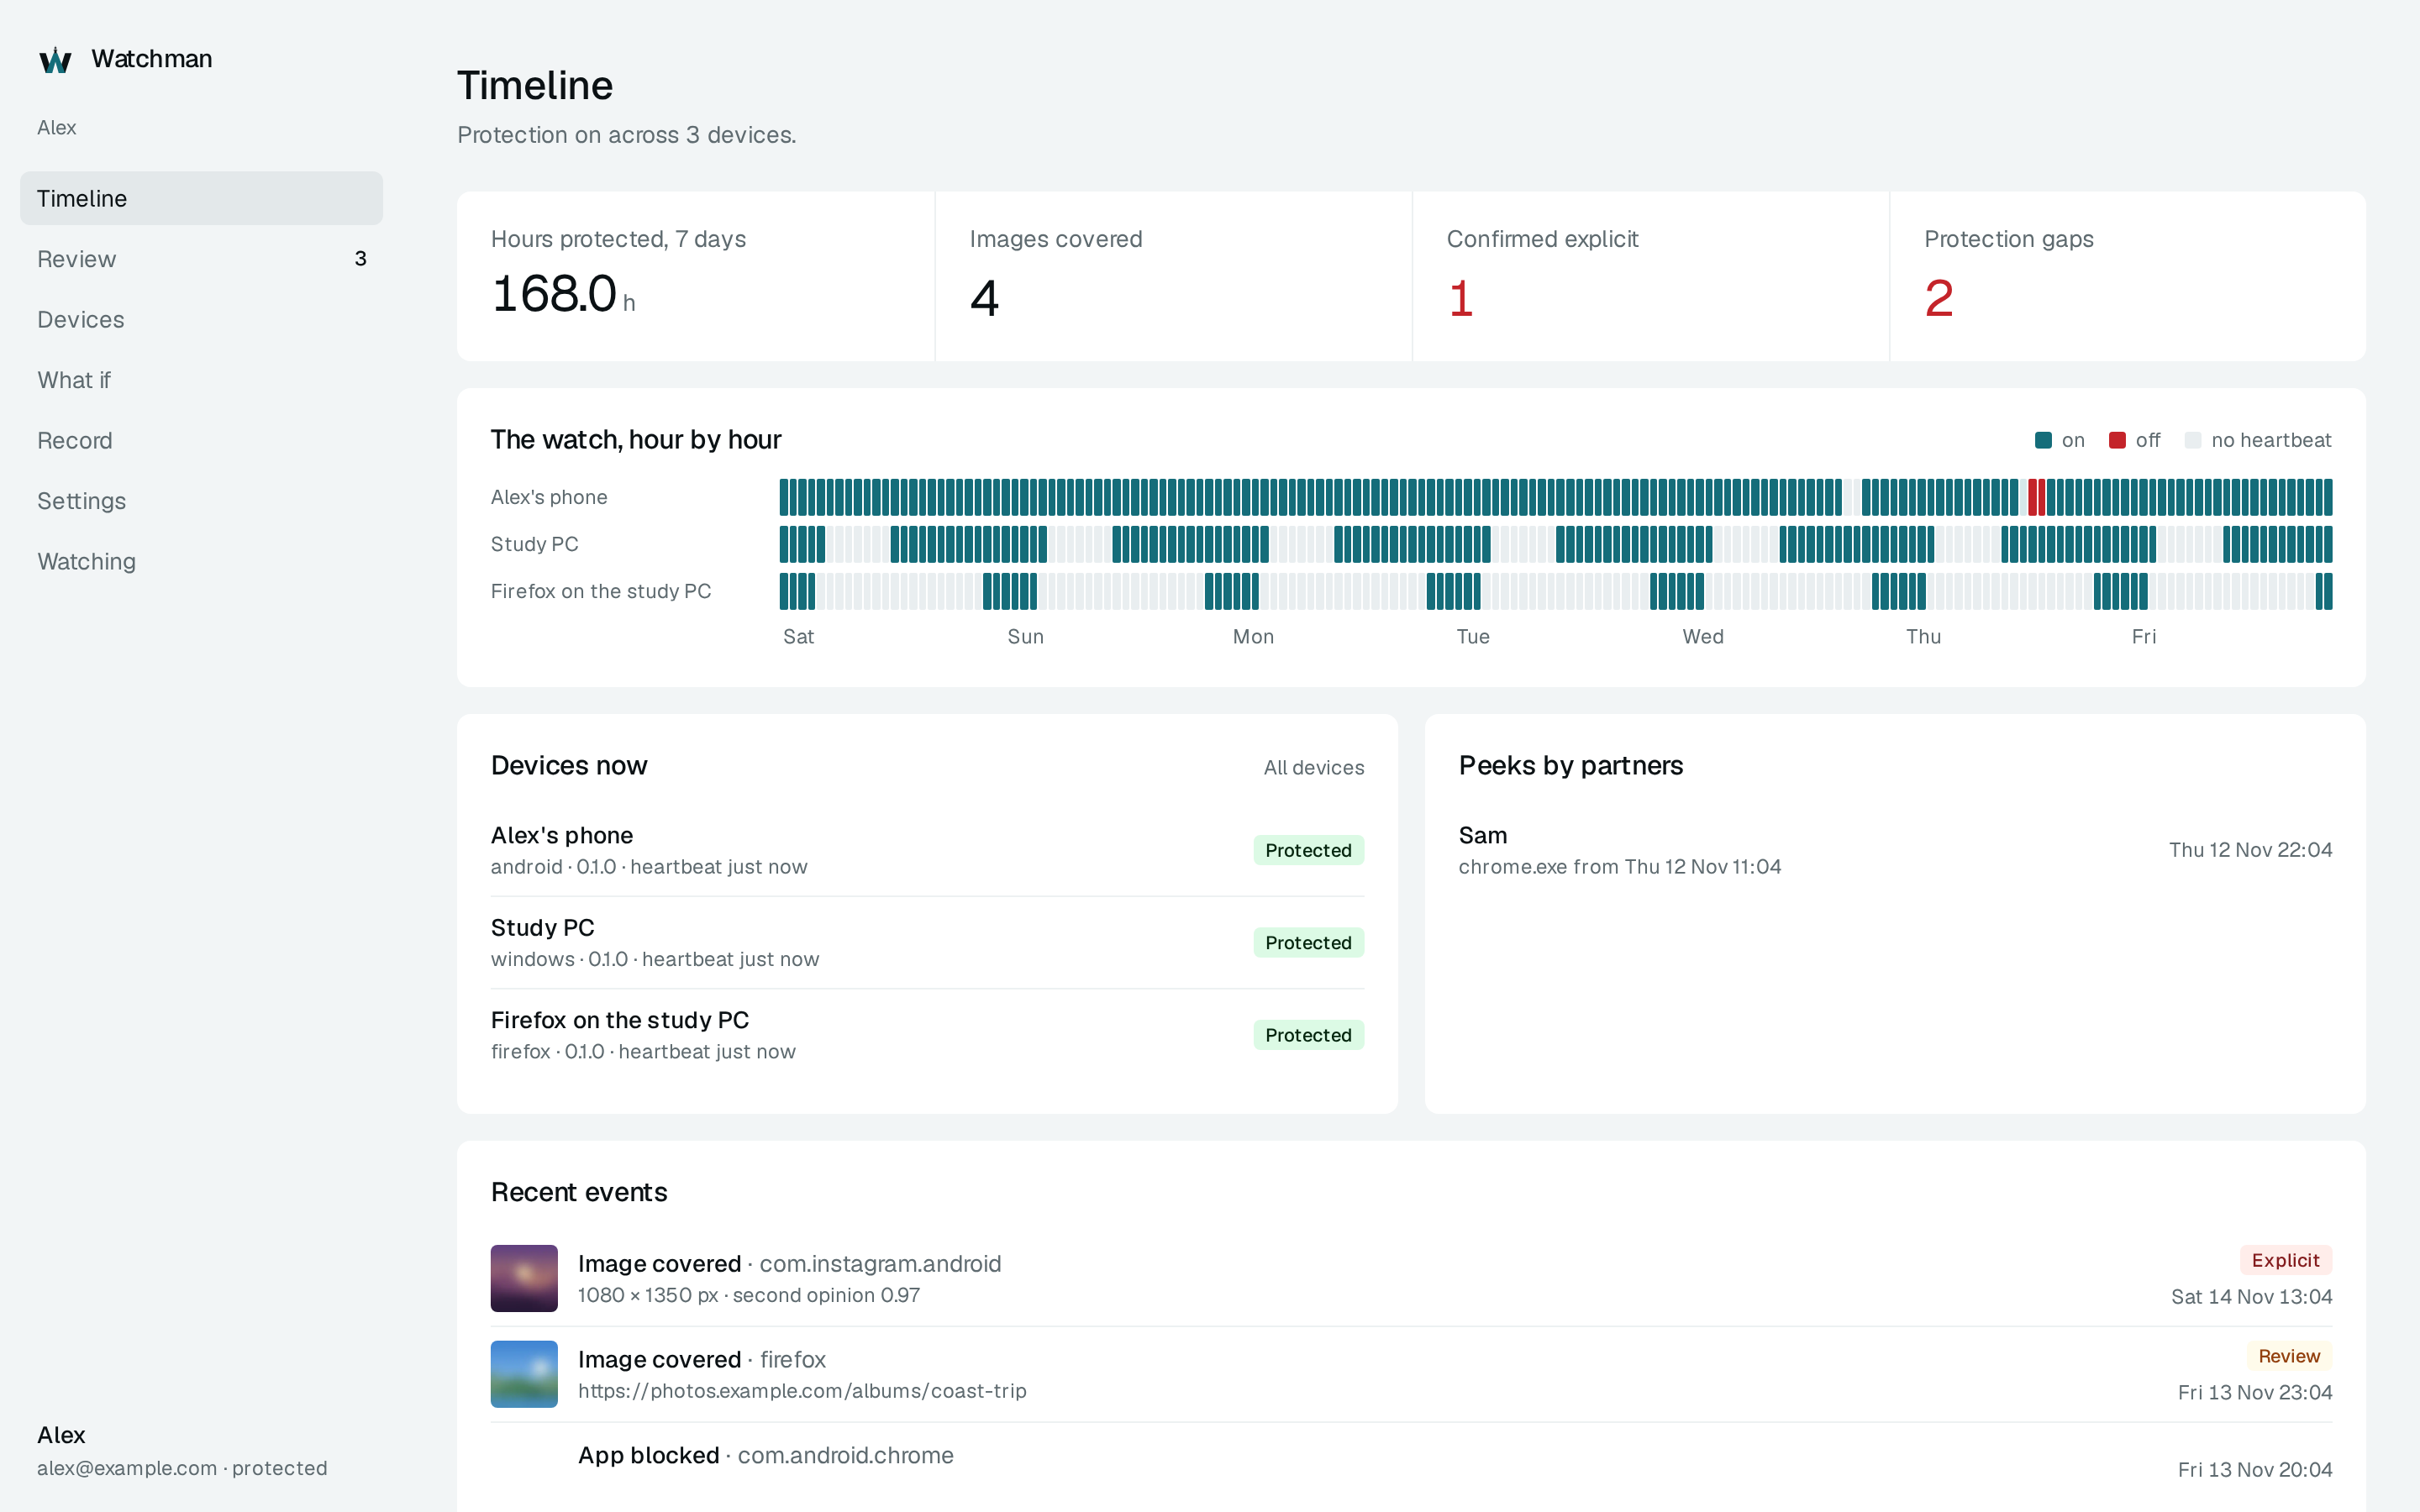 Watchman
Alex
Timeline
Review 3
Devices
What if
Record
Settings
Watching
Alex
alex@example.com · protected
Timeline
Protection on across 3 devices.
Hours protected, 7 days
168.0 h
Images covered
4
Confirmed explicit
1
Protection gaps
2
The watch, hour by hour
on off no heartbeat
Alex's phone
Study PC
Firefox on the study PC
Sat Sun Mon Tue Wed Thu Fri
Devices now
All devices
Alex's phone
android · 0.1.0 · heartbeat just now
Protected
Study PC
windows · 0.1.0 · heartbeat just now
Protected
Firefox on the study PC
firefox · 0.1.0 · heartbeat just now
Protected
Peeks by partners
Sam
chrome.exe from Thu 12 Nov 11:04
Thu 12 Nov 22:04
Recent events
Image covered · com.instagram.android
1080 × 1350 px · second opinion 0.97
Explicit
Sat 14 Nov 13:04
Image covered · firefox
https://photos.example.com/albums/coast-trip
Review
Fri 13 Nov 23:04
App blocked · com.android.chrome
Fri 13 Nov 20:04